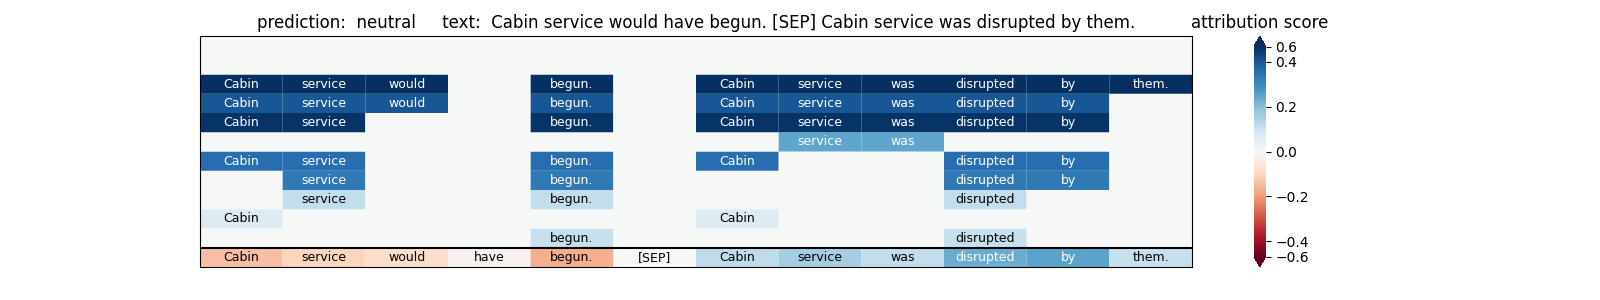 prediction:  neutral     text:  Cabin service would have begun. [SEP] Cabin service was disrupted by them.     attribution score
Cabin service would begun. Cabin service was disrupted by them.
Cabin service would begun. Cabin service was disrupted by
Cabin service begun. Cabin service was disrupted by
service was
Cabin service begun. Cabin disrupted by
service begun. disrupted by
service begun. disrupted
Cabin Cabin
begun. disrupted
Cabin service would have begun. [SEP] Cabin service was disrupted by them.
0.6
0.4
0.2
0.0
−0.2
−0.4
−0.6